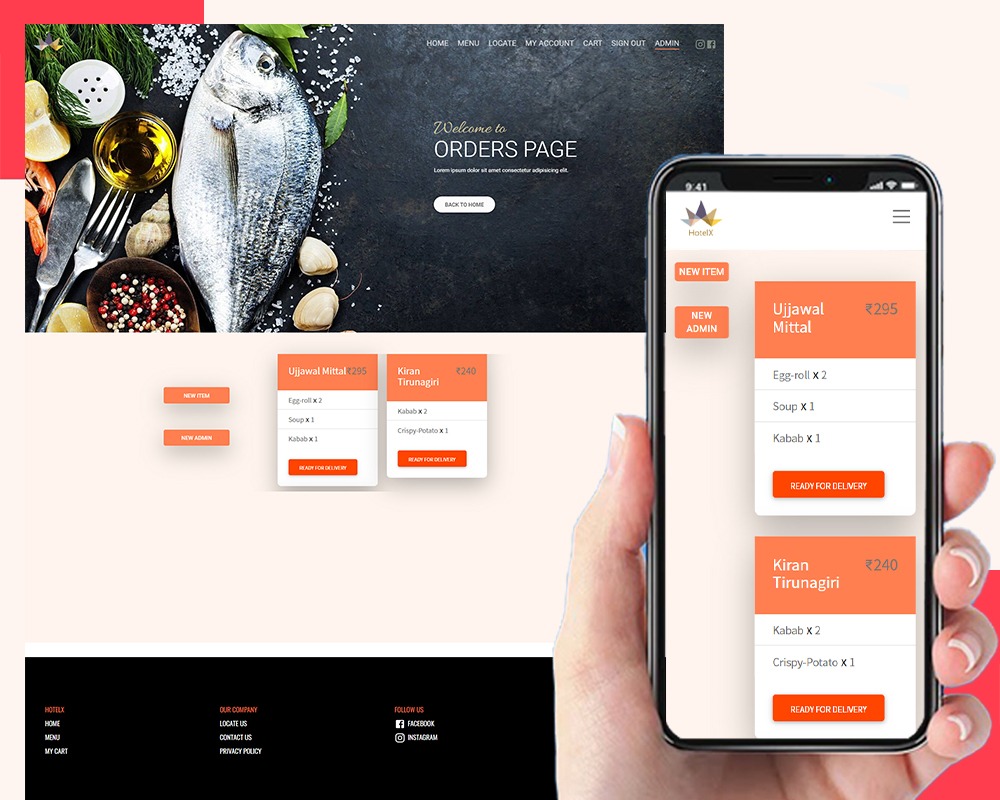 HOME MENU LOCATE MY ACCOUNT CART SIGN OUT ADMIN
Welcome to
ORDERS PAGE
Lorem ipsum dolor sit amet consectetur adipisicing elit.
BACK TO HOME
NEW ITEM
NEW ADMIN
Ujjawal Mittal ₹295
Egg-roll x 2
Soup x 1
Kabab x 1
READY FOR DELIVERY
Kiran ₹240
Tirunagiri
Kabab x 2
Crispy-Potato x 1
READY FOR DELIVERY
HOTELX
HOME
MENU
MY CART
OUR COMPANY
LOCATE US
CONTACT US
PRIVACY POLICY
FOLLOW US
FACEBOOK
INSTAGRAM
9:41
HotelX
NEW ITEM
NEW
ADMIN
Ujjawal ₹295
Mittal
Egg-roll x 2
Soup x 1
Kabab x 1
READY FOR DELIVERY
Kiran ₹240
Tirunagiri
Kabab x 2
Crispy-Potato x 1
READY FOR DELIVERY